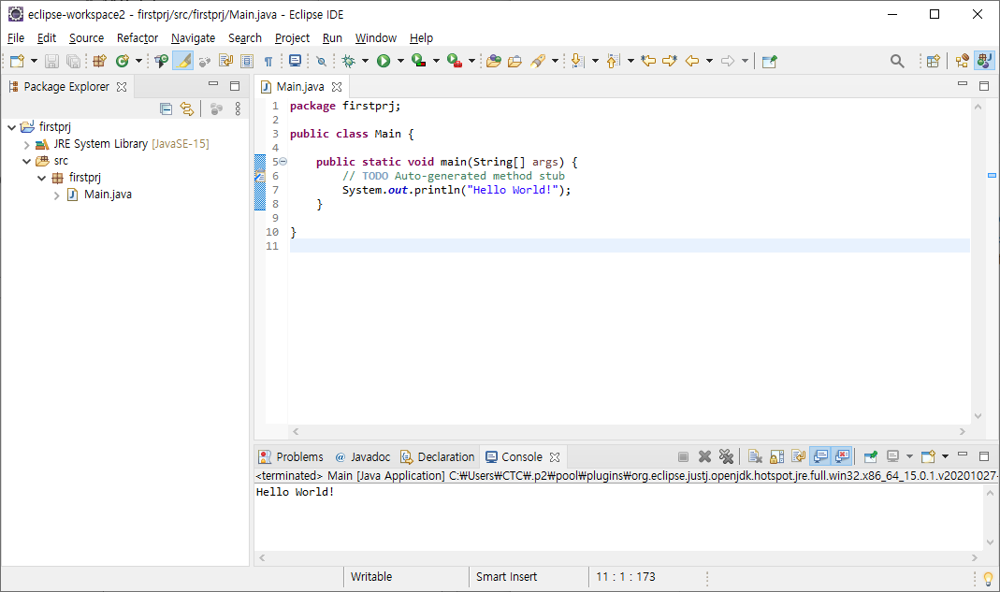 eclipse-workspace2 - firstprj/src/firstprj/Main.java - Eclipse IDE
File Edit Source Refactor Navigate Search Project Run Window Help
Package Explorer
firstprj
JRE System Library [JavaSE-15]
src
firstprj
Main.java
Main.java
1 package firstprj;
2
3 public class Main {
4
5 public static void main(String[] args) {
6 // TODO Auto-generated method stub
7 System.out.println("Hello World!");
8 }
9
10 }
11
Problems @ Javadoc Declaration Console
<terminated> Main [Java Application] C:₩Users₩CTC₩.p2₩pool₩plugins₩org.eclipse.justj.openjdk.hotspot.jre.full.win32.x86_64_15.0.1.v20201027-
Hello World!
Writable Smart Insert 11 : 1 : 173